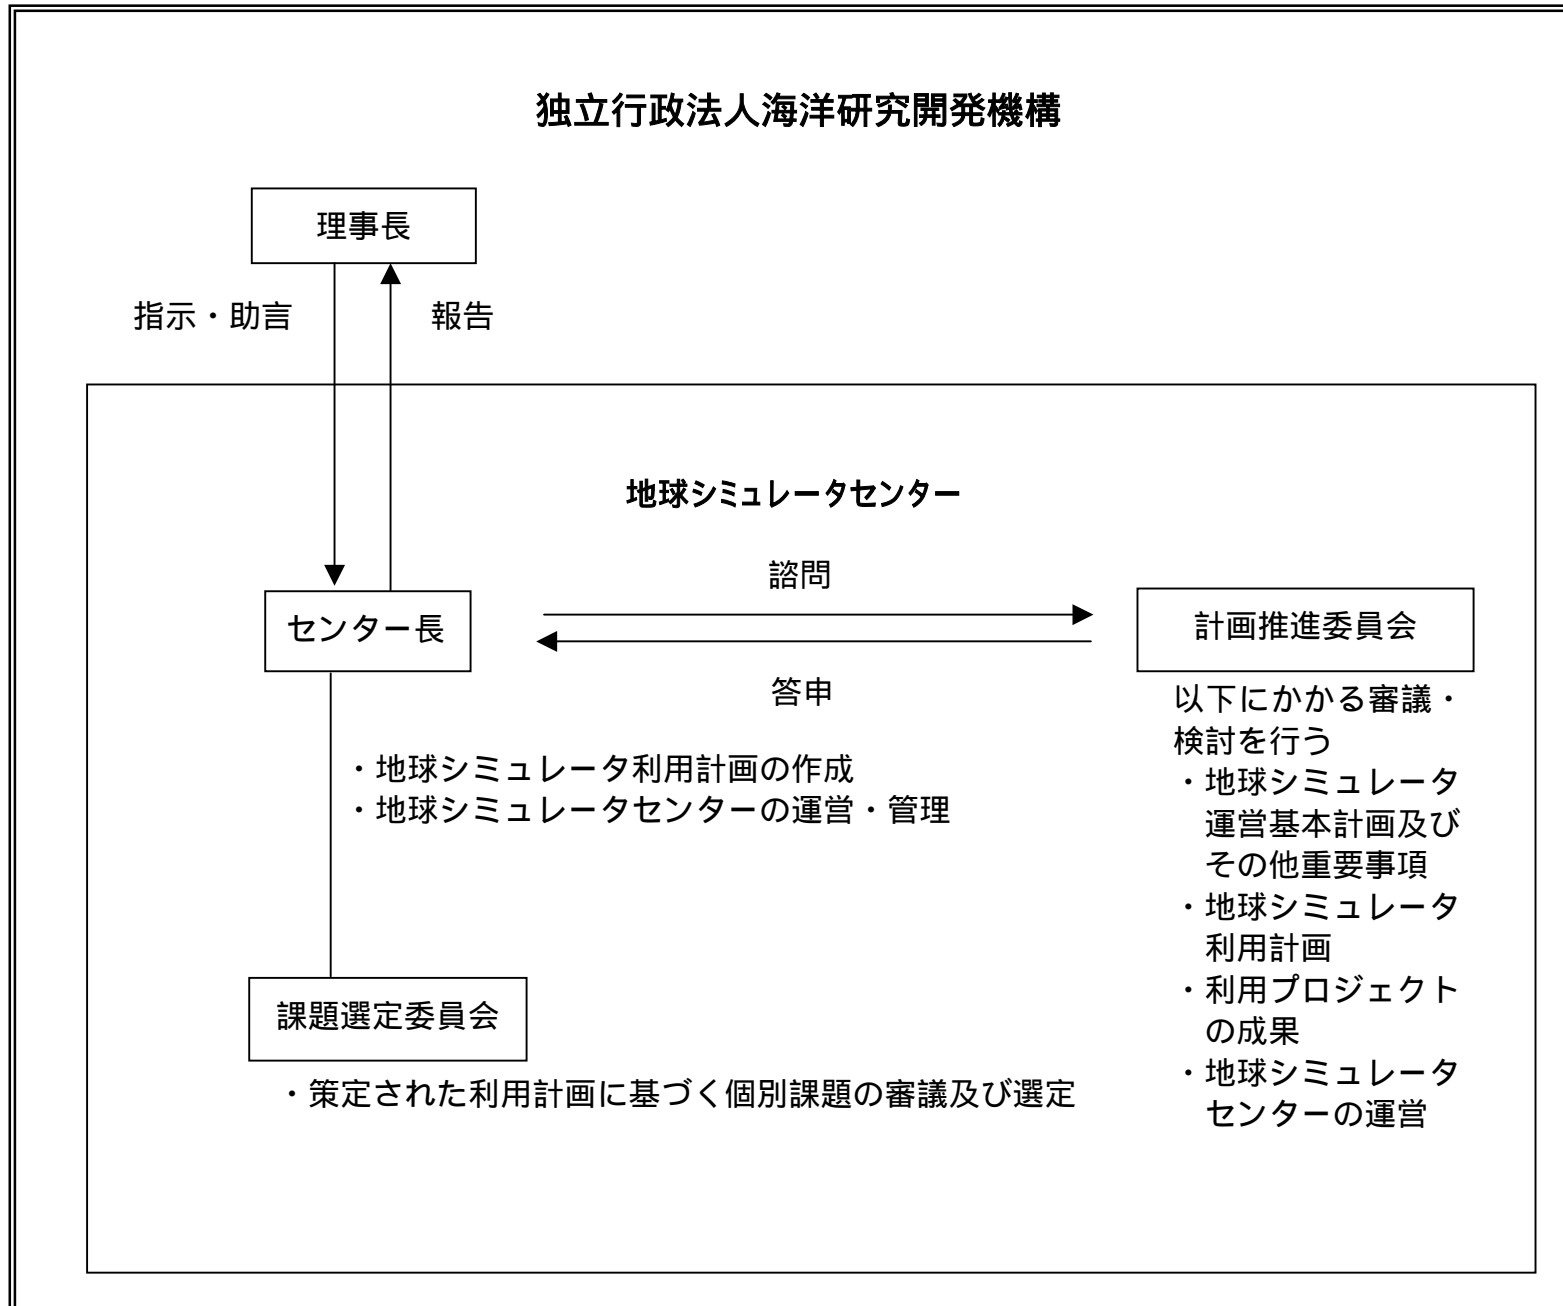 独立行政法人海洋研究開発機構
理事長
指示・助言
報告
地球シミュレータセンター
諮問
センター長
計画推進委員会
答申
以下にかかる審議・
検討を行う
・地球シミュレータ
運営基本計画及び
その他重要事項
・地球シミュレータ
利用計画
・利用プロジェクト
の成果
・地球シミュレータ
センターの運営
・地球シミュレータ利用計画の作成
・地球シミュレータセンターの運営・管理
課題選定委員会
・策定された利用計画に基づく個別課題の審議及び選定